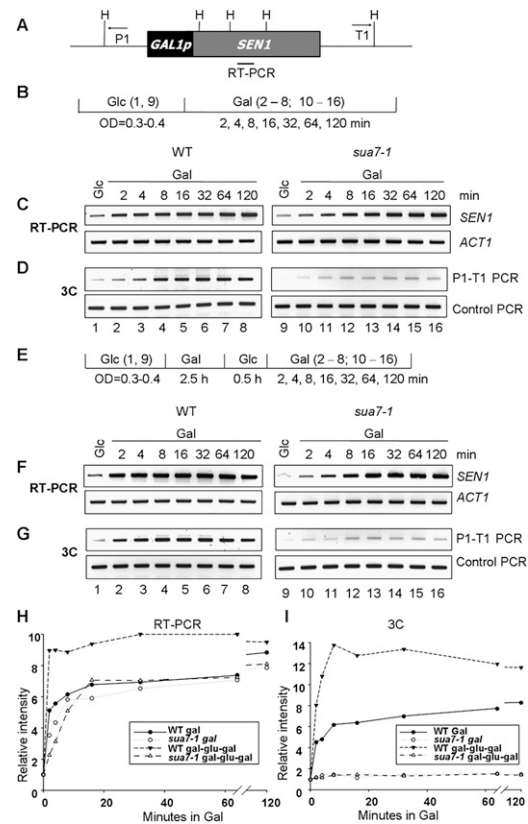 A
H H H H H
P1 GAL1p SEN1 T1
RT-PCR
B
Glc (1, 9) Gal (2 – 8; 10 – 16)
OD=0.3-0.4 2, 4, 8, 16, 32, 64, 120 min
WT sua7-1
Glc Gal Glc Gal
2 4 8 16 32 64 120 2 4 8 16 32 64 120 min
C
RT-PCR
SEN1
ACT1
D
3C
P1-T1 PCR
Control PCR
1 2 3 4 5 6 7 8 9 10 11 12 13 14 15 16
E
Glc (1, 9) Gal Glc Gal (2 – 8; 10 – 16)
OD=0.3-0.4 2.5 h 0.5 h 2, 4, 8, 16, 32, 64, 120 min
WT sua7-1
Glc Gal Glc Gal
2 4 8 16 32 64 120 2 4 8 16 32 64 120 min
F
RT-PCR
SEN1
ACT1
G
3C
P1-T1 PCR
Control PCR
1 2 3 4 5 6 7 8 9 10 11 12 13 14 15 16
H
RT-PCR
Relative intensity
10
8
6
4
2
0
WT gal
sua7-1 gal
WT gal-glu-gal
sua7-1 gal-glu-gal
0 20 40 60 120
Minutes in Gal
I
3C
Relative intensity
14
12
10
8
6
4
2
0
WT Gal
sua7-1 gal
WT gal-glu-gal
sua7-1 gal-glu-gal
0 20 40 60 120
Minutes in Gal